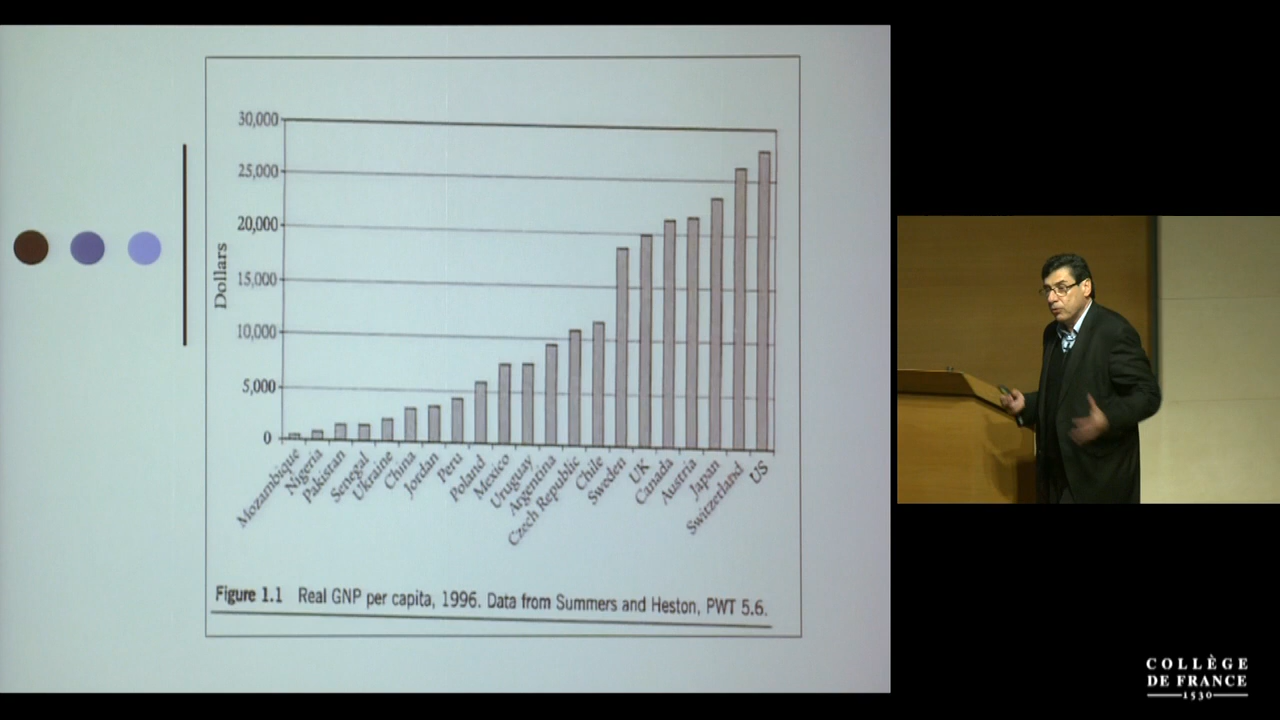 30,000
25,000
20,000
15,000
10,000
5,000
0
Dollars
Mozambique
Nigeria
Pakistan
Senegal
Ukraine
China
Jordan
Peru
Poland
Mexico
Uruguay
Argentina
Czech Republic
Chile
Sweden
UK
Canada
Austria
Japan
Switzetland
US
Figure 1.1 Real GNP per capita, 1996. Data from Summers and Heston, PWT 5.6.
COLLÈGE
DE FRANCE
1530